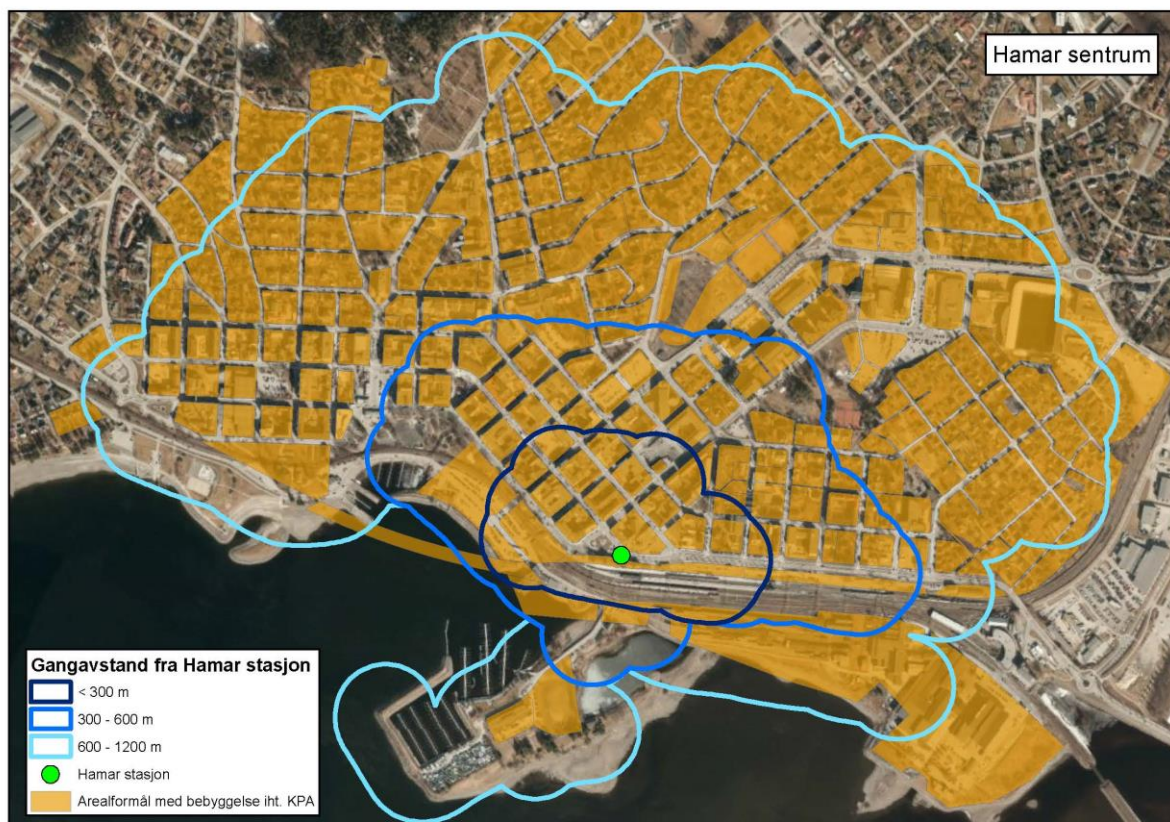 Hamar sentrum
Gangavstand fra Hamar stasjon
< 300 m
300 - 600 m
600 - 1200 m
Hamar stasjon
Arealformål med bebyggelse iht. KPA